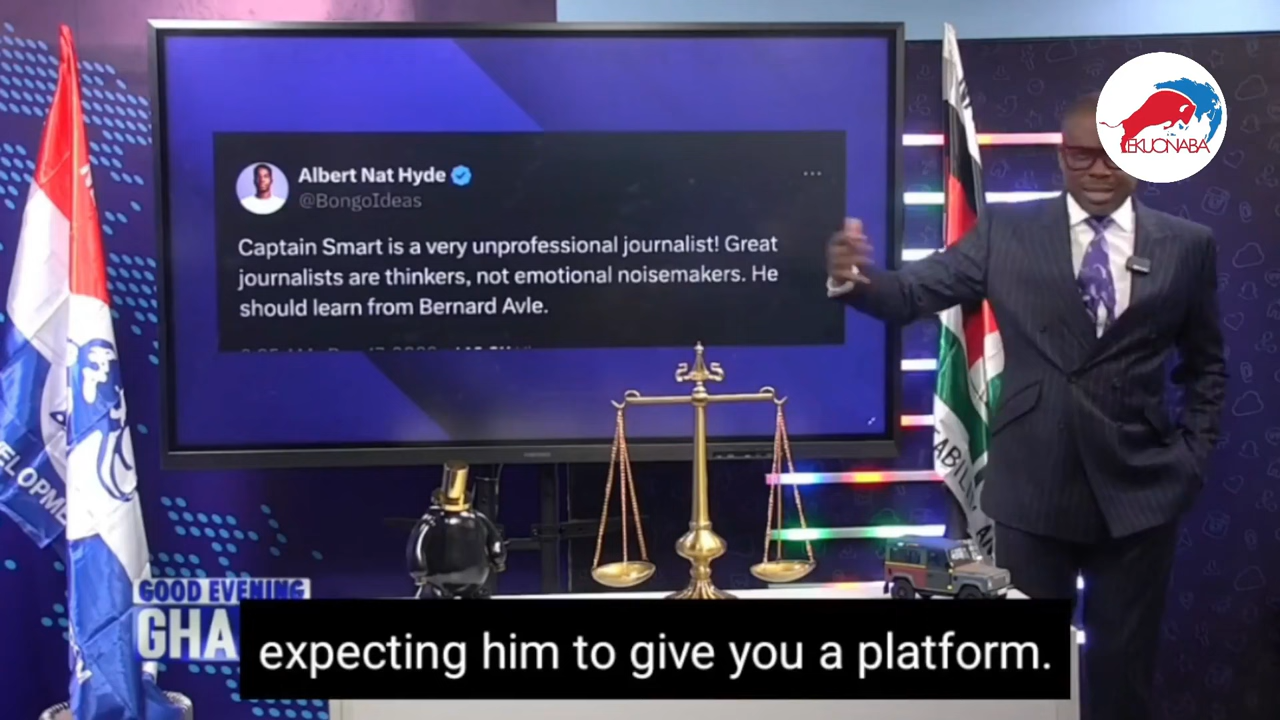 Albert Nat Hyde
@BongoIdeas
Captain Smart is a very unprofessional journalist! Great
journalists are thinkers, not emotional noisemakers. He
should learn from Bernard Avle.
EKUONABA
GOOD EVENING
GHA
expecting him to give you a platform.